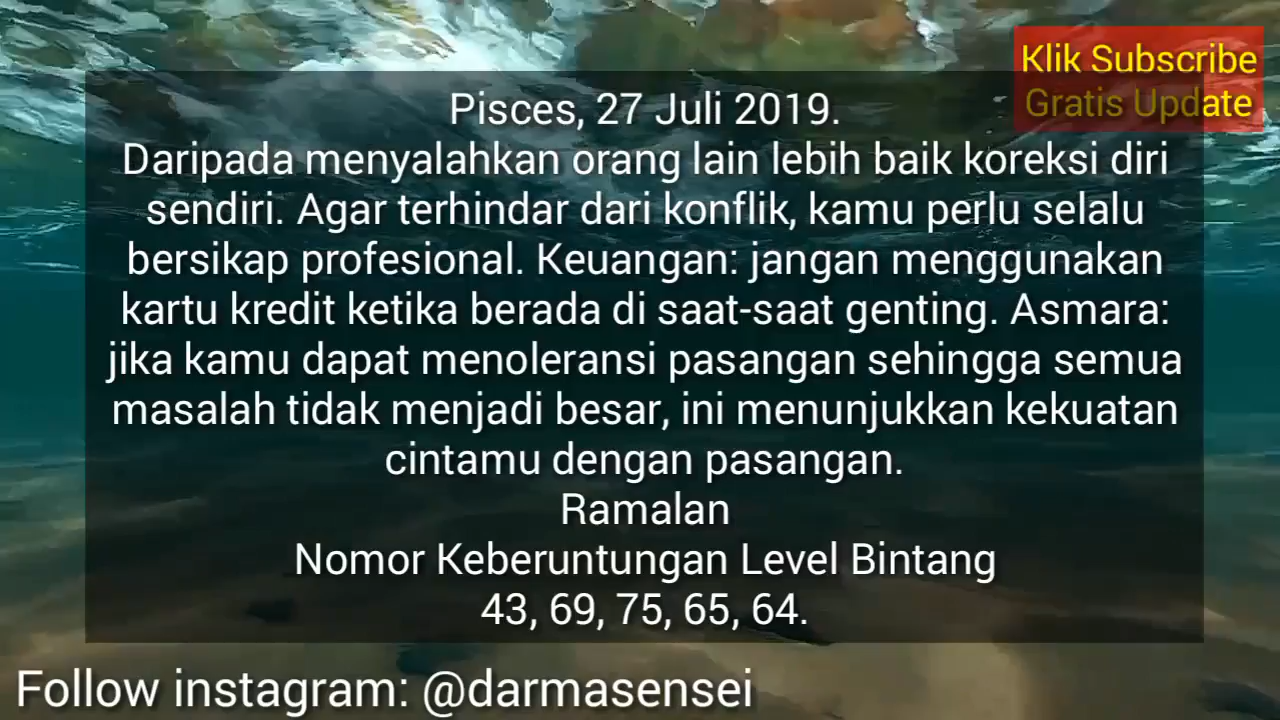 Klik Subscribe
Gratis Update
Pisces, 27 Juli 2019.
Daripada menyalahkan orang lain lebih baik koreksi diri
sendiri. Agar terhindar dari konflik, kamu perlu selalu
bersikap profesional. Keuangan: jangan menggunakan
kartu kredit ketika berada di saat-saat genting. Asmara:
jika kamu dapat menoleransi pasangan sehingga semua
masalah tidak menjadi besar, ini menunjukkan kekuatan
cintamu dengan pasangan.
Ramalan
Nomor Keberuntungan Level Bintang
43, 69, 75, 65, 64.
Follow instagram: @darmasensei